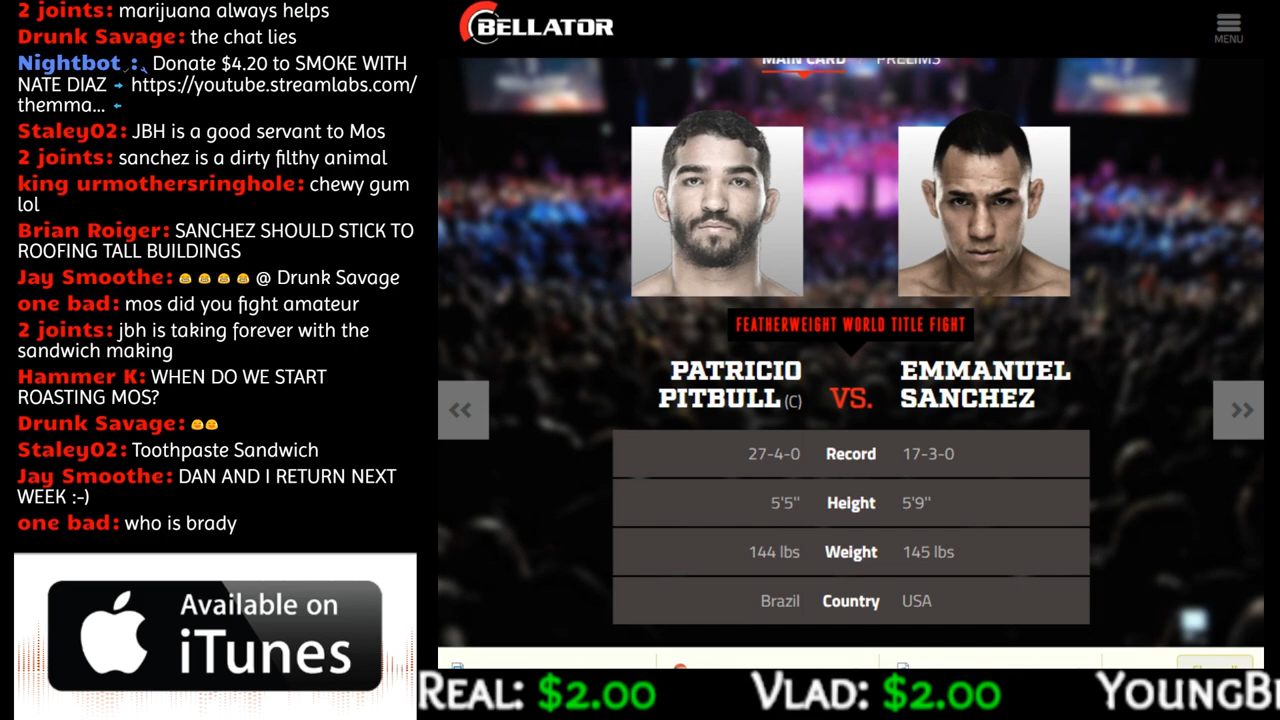 2 joints: marijuana always helps
Drunk Savage: the chat lies
Nightbot : Donate $4.20 to SMOKE WITH
NATE DIAZ https://youtube.streamlabs.com/
themma...
Staley02: JBH is a good servant to Mos
2 joints: sanchez is a dirty filthy animal
king urmothersringhole: chewy gum
lol
Brian Roiger: SANCHEZ SHOULD STICK TO
ROOFING TALL BUILDINGS
Jay Smoothe: @ Drunk Savage
one bad: mos did you fight amateur
2 joints: jbh is taking forever with the
sandwich making
Hammer K: WHEN DO WE START
ROASTING MOS?
Drunk Savage:
Staley02: Toothpaste Sandwich
Jay Smoothe: DAN AND I RETURN NEXT
WEEK :-)
one bad: who is brady
Available on
iTunes
BELLATOR
MENU
MAIN CARD / PRELIMS
FEATHERWEIGHT WORLD TITLE FIGHT
PATRICIO
PITBULL (C)
VS.
EMMANUEL
SANCHEZ
27-4-0 Record 17-3-0
5'5" Height 5'9"
144 lbs Weight 145 lbs
Brazil Country USA
REAL: $2.00 VLAD: $2.00